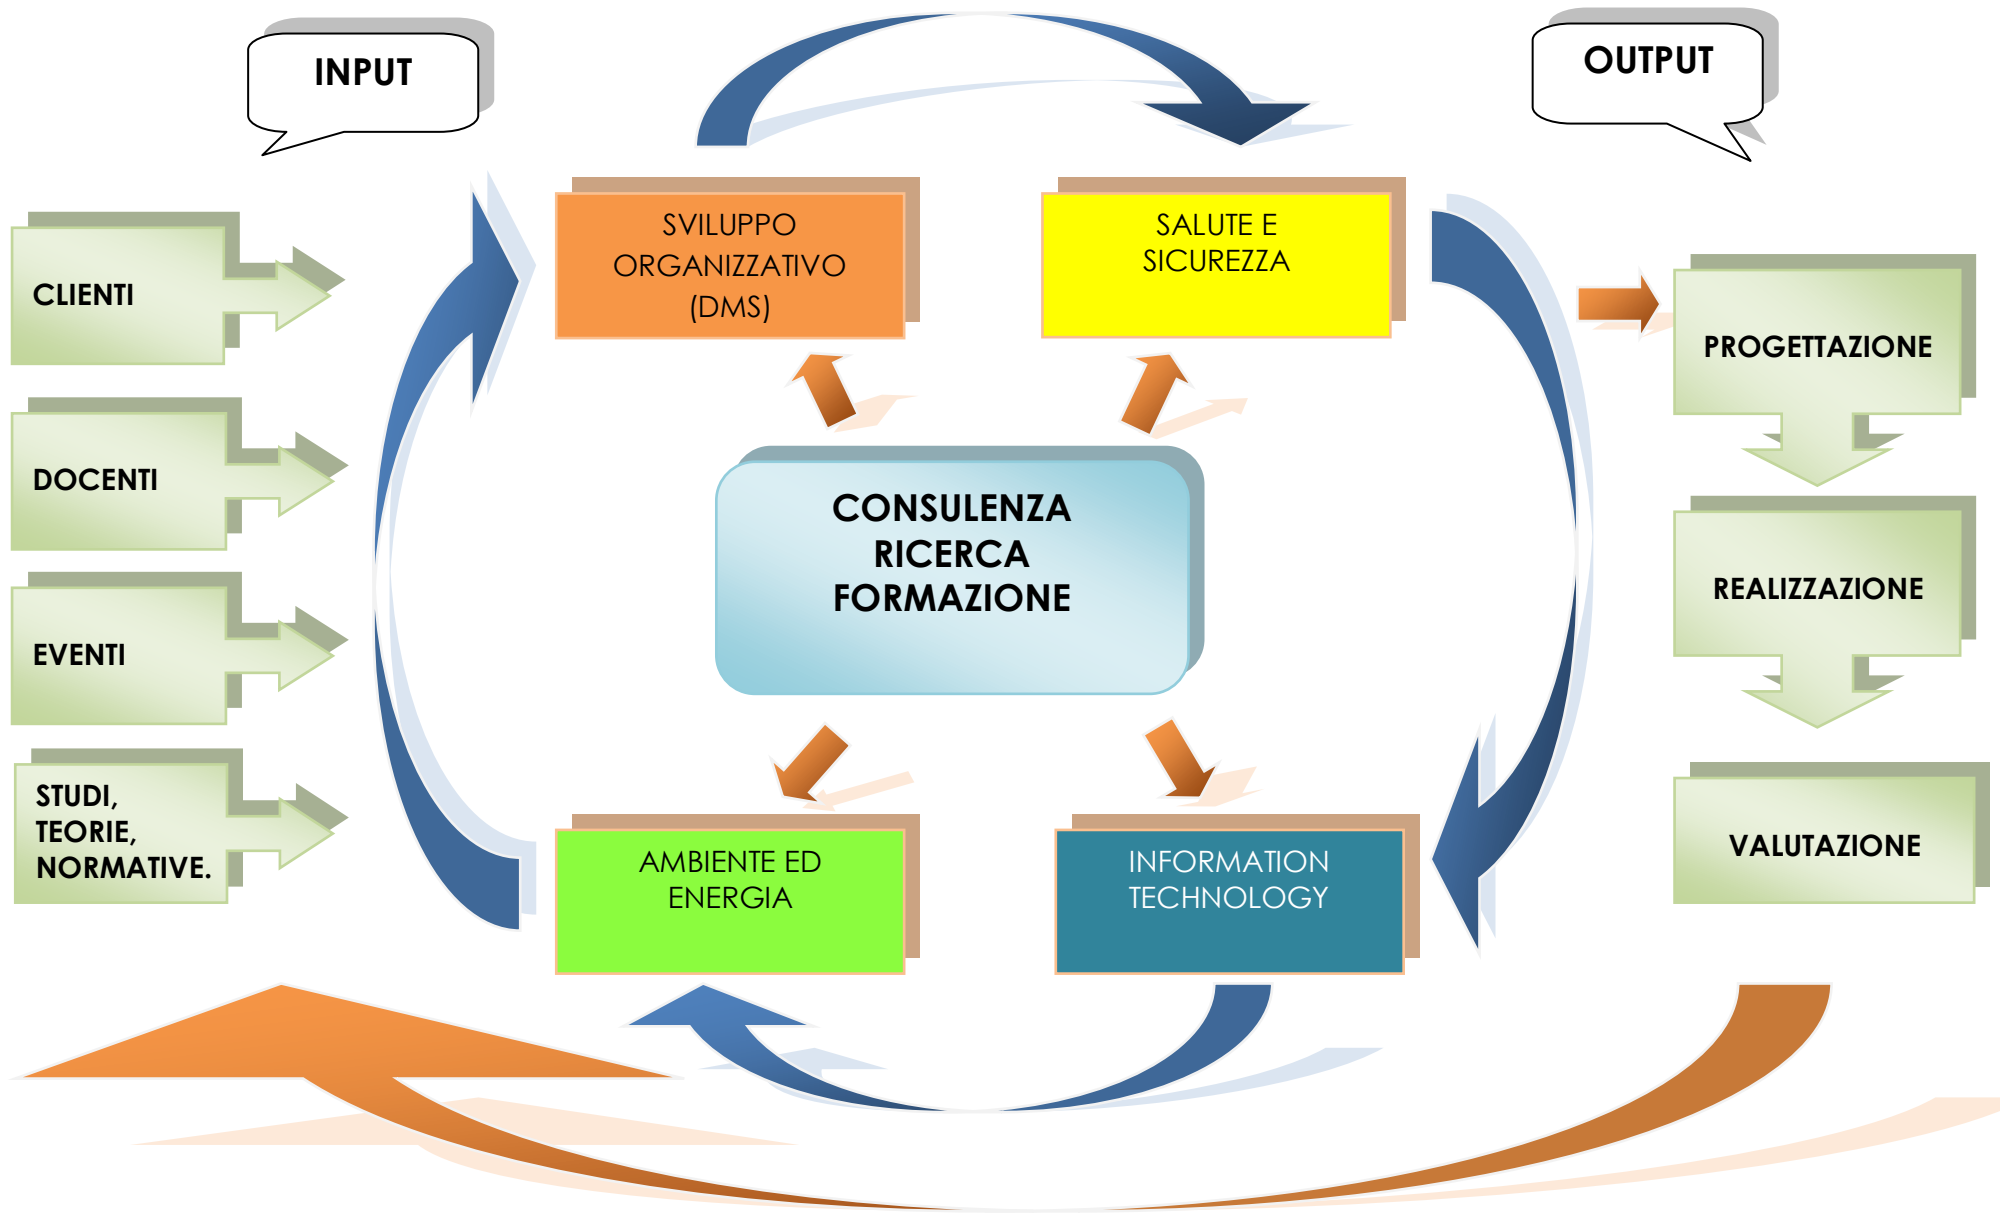 INPUT
OUTPUT
CLIENTI
DOCENTI
EVENTI
STUDI,
TEORIE,
NORMATIVE.
SVILUPPO
ORGANIZZATIVO
(DMS)
SALUTE E
SICUREZZA
CONSULENZA
RICERCA
FORMAZIONE
AMBIENTE ED
ENERGIA
INFORMATION
TECHNOLOGY
PROGETTAZIONE
REALIZZAZIONE
VALUTAZIONE